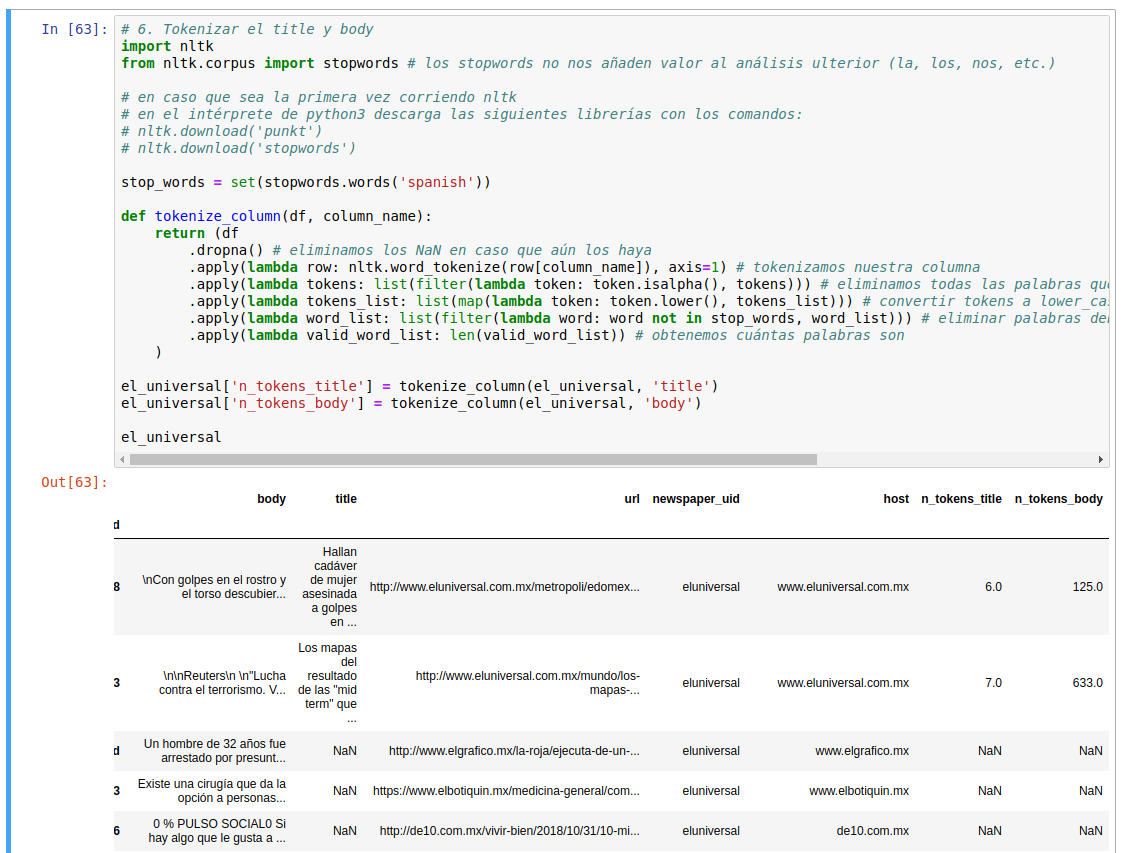 In [63]:
# 6. Tokenizar el title y body
import nltk
from nltk.corpus import stopwords # los stopwords no nos añaden valor al análisis ulterior (la, los, nos, etc.)
# en caso que sea la primera vez corriendo nltk
# en el intérprete de python3 descarga las siguientes librerías con los comandos:
# nltk.download('punkt')
# nltk.download('stopwords')
stop_words = set(stopwords.words('spanish'))
def tokenize_column(df, column_name):
return (df
.dropna() # eliminamos los NaN en caso que aún los haya
.apply(lambda row: nltk.word_tokenize(row[column_name]), axis=1) # tokenizamos nuestra columna
.apply(lambda tokens: list(filter(lambda token: token.isalpha(), tokens))) # eliminamos todas las palabras que
.apply(lambda tokens_list: list(map(lambda token: token.lower(), tokens_list))) # convertir tokens a lower_cas
.apply(lambda word_list: list(filter(lambda word: word not in stop_words, word_list))) # eliminar palabras den
.apply(lambda valid_word_list: len(valid_word_list)) # obtenemos cuántas palabras son
)
el_universal['n_tokens_title'] = tokenize_column(el_universal, 'title')
el_universal['n_tokens_body'] = tokenize_column(el_universal, 'body')
el_universal
Out[63]:
body title url newspaper_uid host n_tokens_title n_tokens_body
d
8 \nCon golpes en el rostro y
el torso descubier...
Hallan
cadáver
de mujer
asesinada
a golpes
en ...
http://www.eluniversal.com.mx/metropoli/edomex... eluniversal www.eluniversal.com.mx 6.0 125.0
3 \n\nReuters\n \n"Lucha
contra el terrorismo. V...
Los mapas
del
resultado
de las "mid
term" que
...
http://www.eluniversal.com.mx/mundo/los-
mapas-...
eluniversal www.eluniversal.com.mx 7.0 633.0
d Un hombre de 32 años fue
arrestado por presunt...
NaN http://www.elgrafico.mx/la-roja/ejecuta-de-un-... eluniversal www.elgrafico.mx NaN NaN
3 Existe una cirugía que da la
opción a personas...
NaN https://www.elbotiquin.mx/medicina-general/com... eluniversal www.elbotiquin.mx NaN NaN
6 0 % PULSO SOCIAL0 Si
hay algo que le gusta a ...
NaN http://de10.com.mx/vivir-bien/2018/10/31/10-mi... eluniversal de10.com.mx NaN NaN